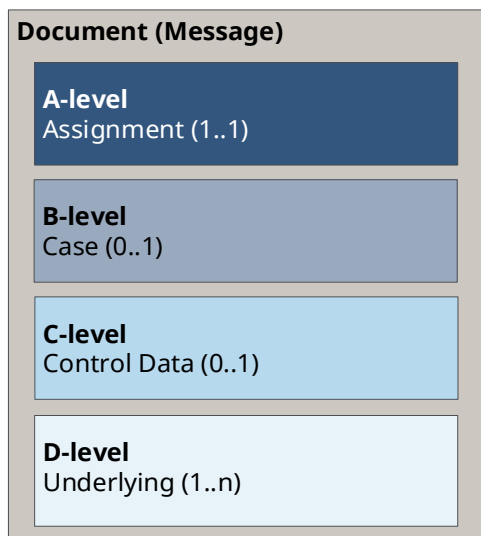 Document (Message)
A-level
Assignment (1..1)
B-level
Case (0..1)
C-level
Control Data (0..1)
D-level
Underlying (1..n)